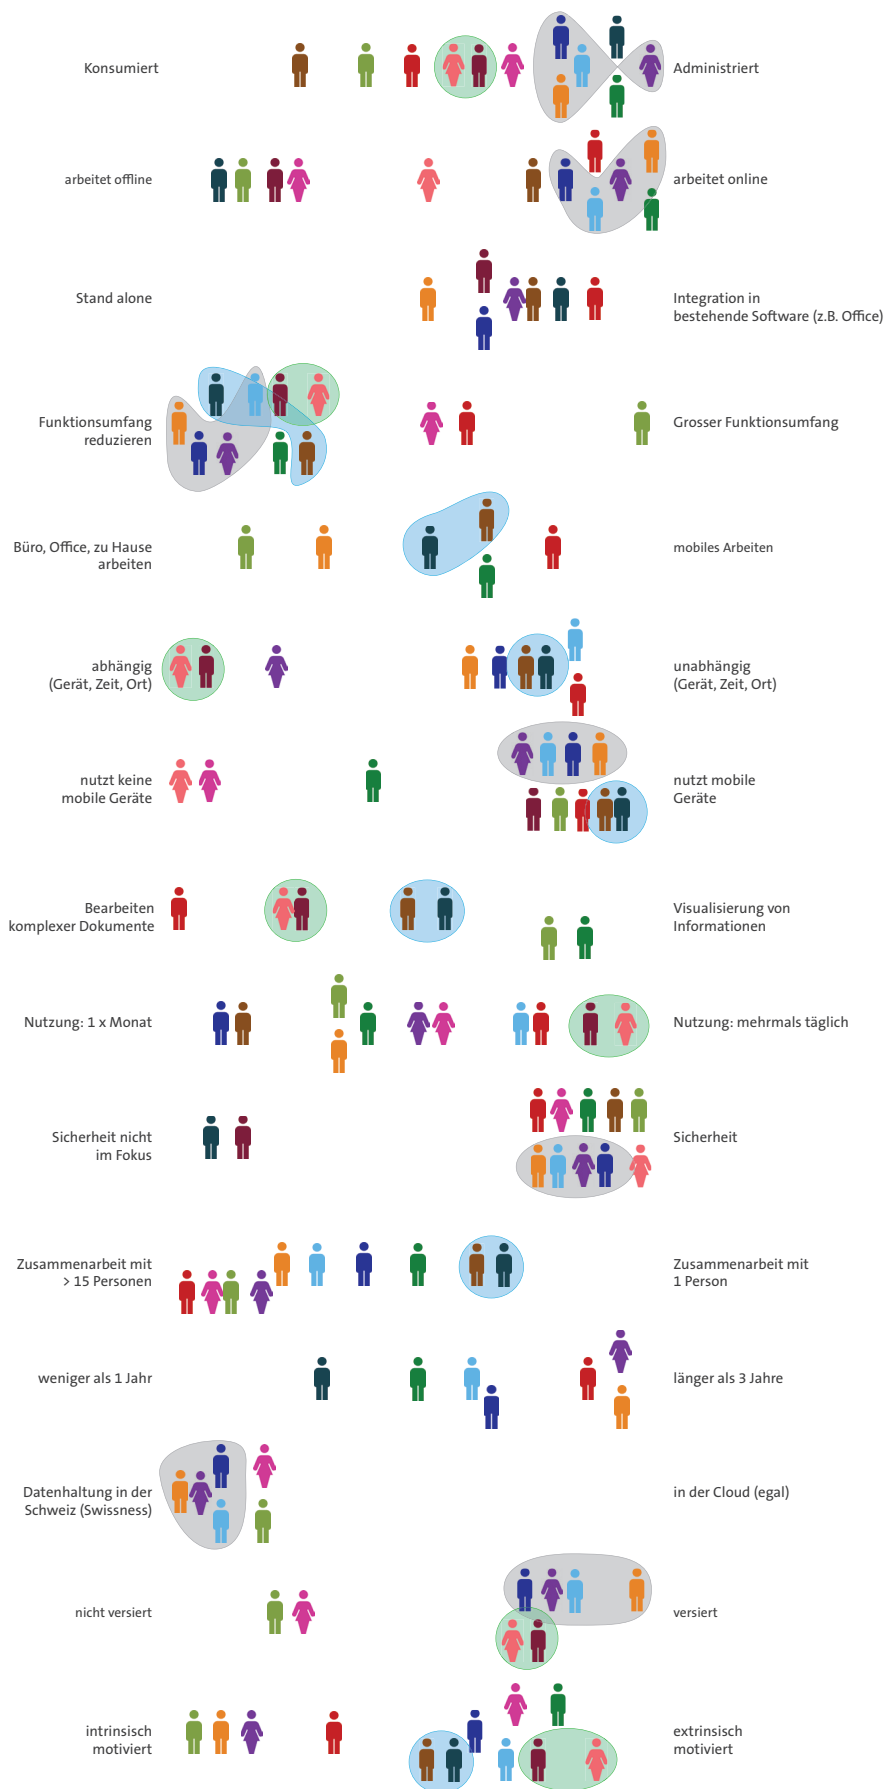 Konsumiert
Administriert
arbeitet offline
arbeitet online
Stand alone
Integration in
bestehende Software (z.B. Office)
Funktionsumfang
reduzieren
Grosser Funktionsumfang
Büro, Office, zu Hause
arbeiten
mobiles Arbeiten
abhängig
(Gerät, Zeit, Ort)
unabhängig
(Gerät, Zeit, Ort)
nutzt keine
mobile Geräte
nutzt mobile
Geräte
Bearbeiten
komplexer Dokumente
Visualisierung von
Informationen
Nutzung: 1 x Monat
Nutzung: mehrmals täglich
Sicherheit nicht
im Fokus
Sicherheit
Zusammenarbeit mit
> 15 Personen
Zusammenarbeit mit
1 Person
weniger als 1 Jahr
länger als 3 Jahre
Datenhaltung in der
Schweiz (Swissness)
in der Cloud (egal)
nicht versiert
versiert
intrinsisch
motiviert
extrinsisch
motiviert